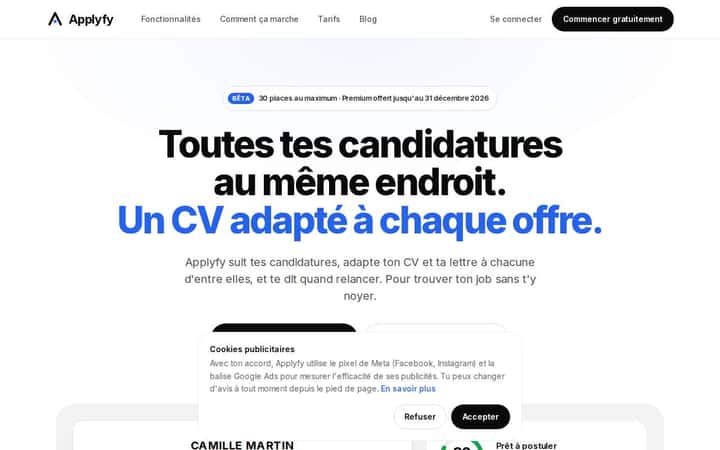 Applyfy
Fonctionnalités
Comment ça marche
Tarifs
Blog
Se connecter
Commencer gratuitement
BÊTA
30 places au maximum · Premium offert jusqu'au 31 décembre 2026
Toutes tes candidatures
au même endroit.
Un CV adapté à chaque offre.
Applyfy suit tes candidatures, adapte ton CV et ta lettre à chacune
d'entre elles, et te dit quand relancer. Pour trouver ton job sans t'y
noyer.
Cookies publicitaires
Avec ton accord, Applyfy utilise le pixel de Meta (Facebook, Instagram) et la
balise Google Ads pour mesurer l'efficacité de ses publicités. Tu peux changer
d'avis à tout moment depuis le pied de page. En savoir plus
Refuser
Accepter
CAMILLE MARTIN
Prêt à postuler